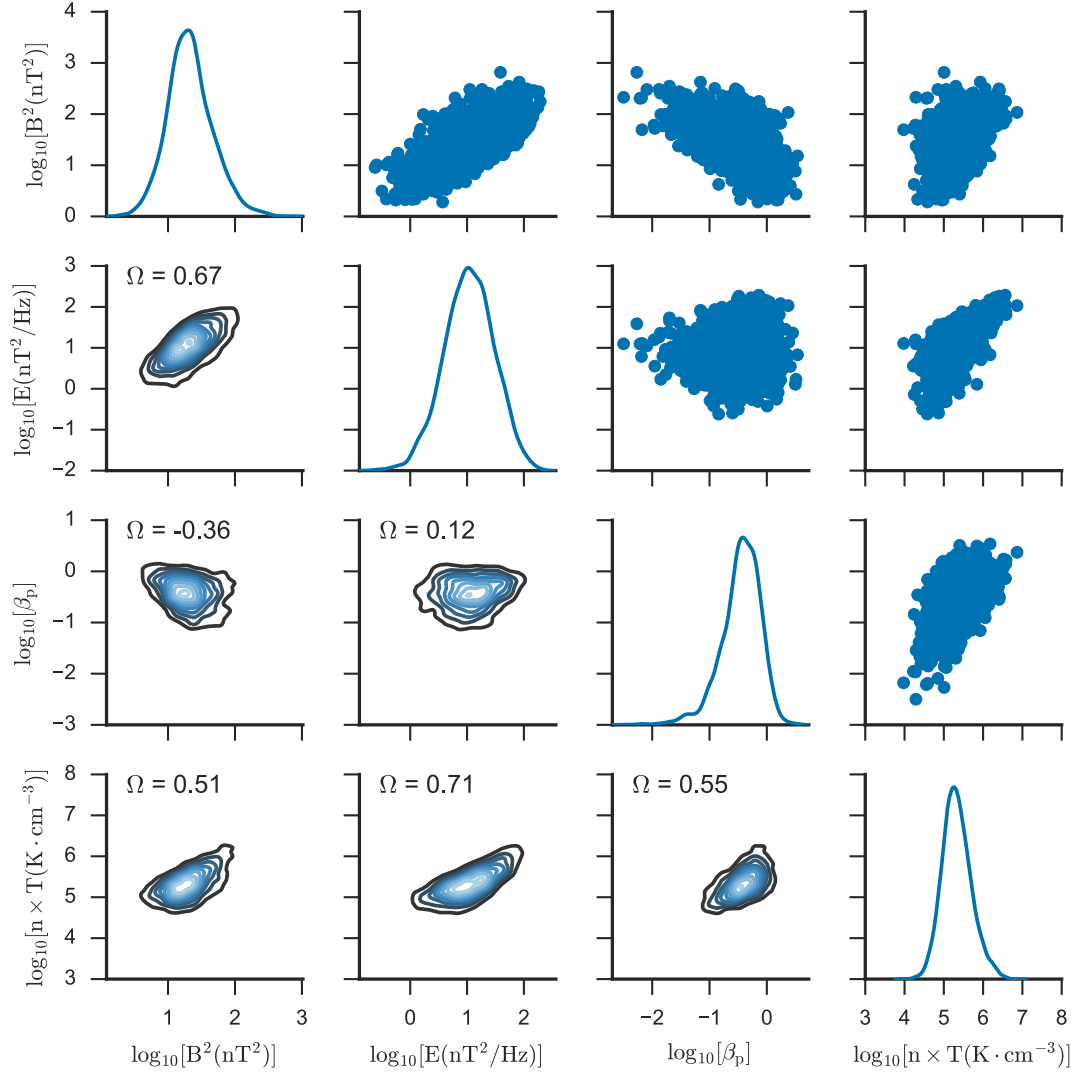 log₁₀[B²(nT²)]
4
3
2
1
0
log₁₀[E(nT²/Hz)]
3
2
1
0
−1
−2
Ω = 0.67
log₁₀[βₚ]
1
0
−1
−2
−3
Ω = -0.36
Ω = 0.12
log₁₀[n × T(K · cm⁻³)]
8
7
6
5
4
3
Ω = 0.51
Ω = 0.71
Ω = 0.55
1 2 3
0 1 2
−2 −1 0
3 4 5 6 7 8
log₁₀[B²(nT²)]
log₁₀[E(nT²/Hz)]
log₁₀[βₚ]
log₁₀[n × T(K · cm⁻³)]